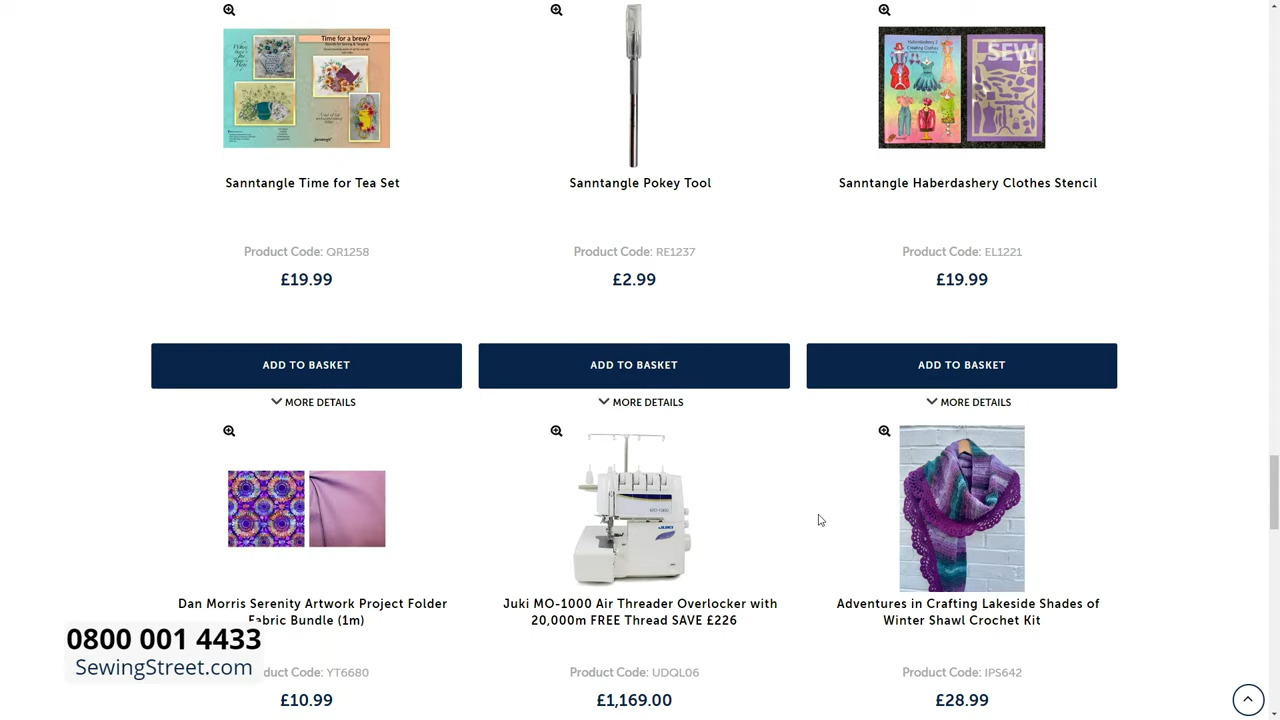 Time for a brew?
SEWI
Sanntangle Time for Tea Set
Sanntangle Pokey Tool
Sanntangle Haberdashery Clothes Stencil
Product Code: QR1258
Product Code: RE1237
Product Code: EL1221
£19.99
£2.99
£19.99
ADD TO BASKET
ADD TO BASKET
ADD TO BASKET
MORE DETAILS
MORE DETAILS
MORE DETAILS
JUKI
Dan Morris Serenity Artwork Project Folder
Fabric Bundle (1m)
Juki MO-1000 Air Threader Overlocker with
20,000m FREE Thread SAVE £226
Adventures in Crafting Lakeside Shades of
Winter Shawl Crochet Kit
0800 001 4433
SewingStreet.com
duct Code: YT6680
Product Code: UDQL06
Product Code: IPS642
£10.99
£1,169.00
£28.99